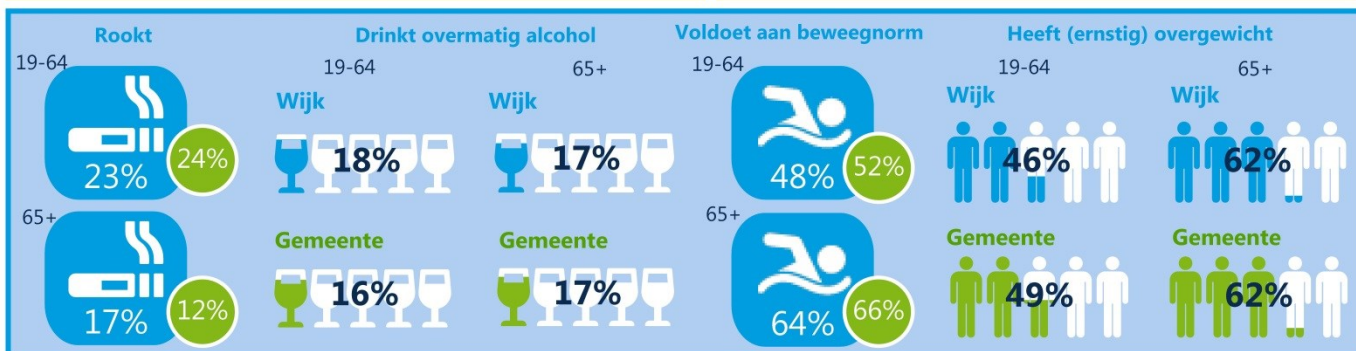 Rookt
19-64
23%
24%
65+
17%
12%
Drinkt overmatig alcohol
19-64
65+
Wijk
18%
Wijk
17%
Gemeente
16%
Gemeente
17%
Voldoet aan beweegnorm
19-64
48%
52%
65+
64%
66%
Heeft (ernstig) overgewicht
19-64
65+
Wijk
46%
Wijk
62%
Gemeente
49%
Gemeente
62%